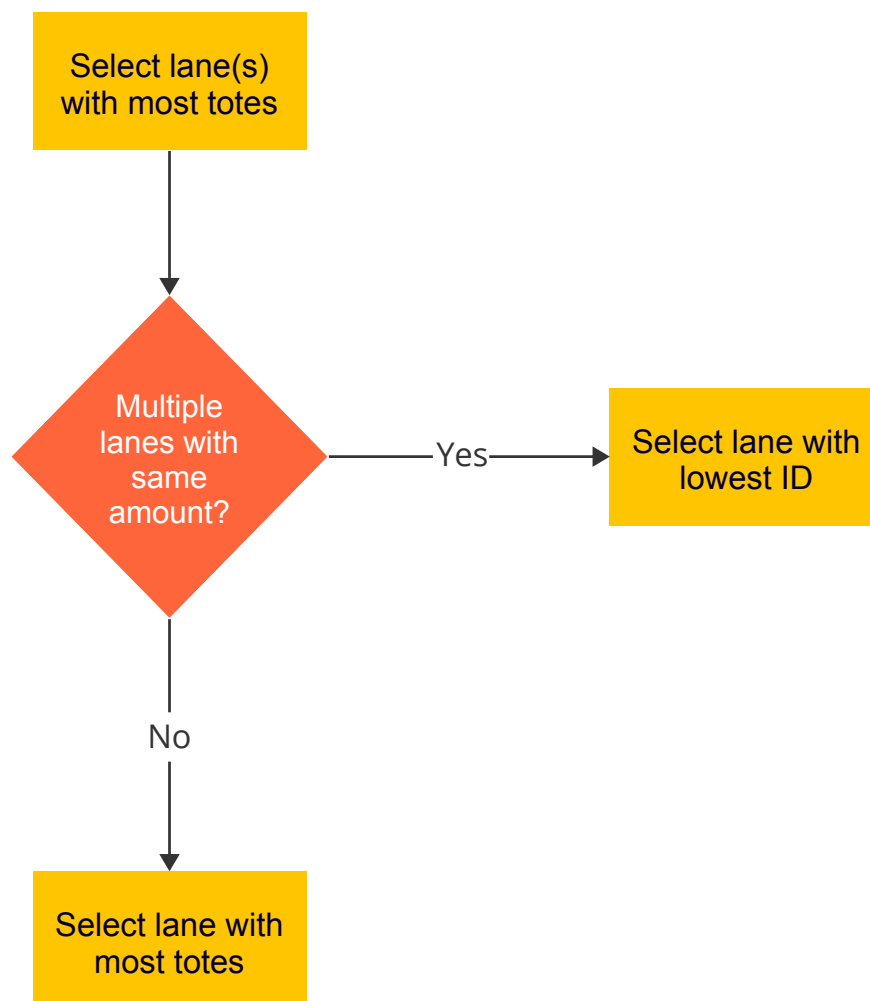 Select lane(s)
with most totes
Multiple
lanes with
same
amount?
Yes
Select lane with
lowest ID
No
Select lane with
most totes